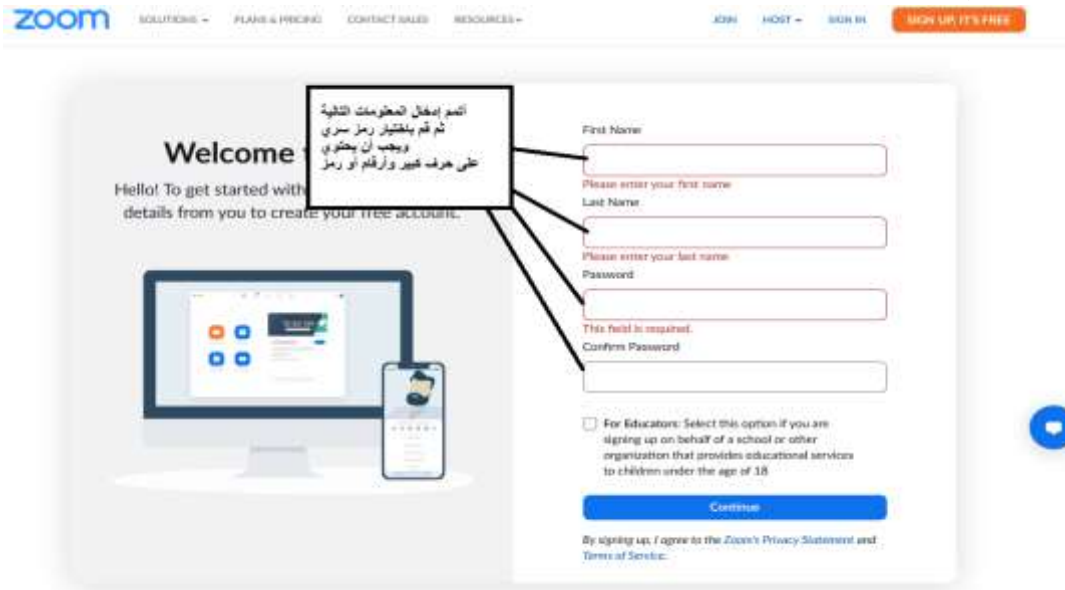 zoom
SOLUTIONS PLANS & PRICING CONTACT SALES RESOURCES JOIN HOST SIGN IN SIGN UP, IT'S FREE
أتمم إدخال المعلومات التالية
ثم قم باختيار رمز سري
ويجب أن يحتوي
على حرف كبير وأرقام أو رمز
Welcome
Hello! To get started with
details from you to create your free account.
First Name
Please enter your first name
Last Name
Please enter your last name
Password
This field is required.
Confirm Password
For Educators: Select this option if you are
signing up on behalf of a school or other
organization that provides educational services
to children under the age of 18
Continue
By signing up, I agree to the Zoom's Privacy Statement and
Terms of Service.